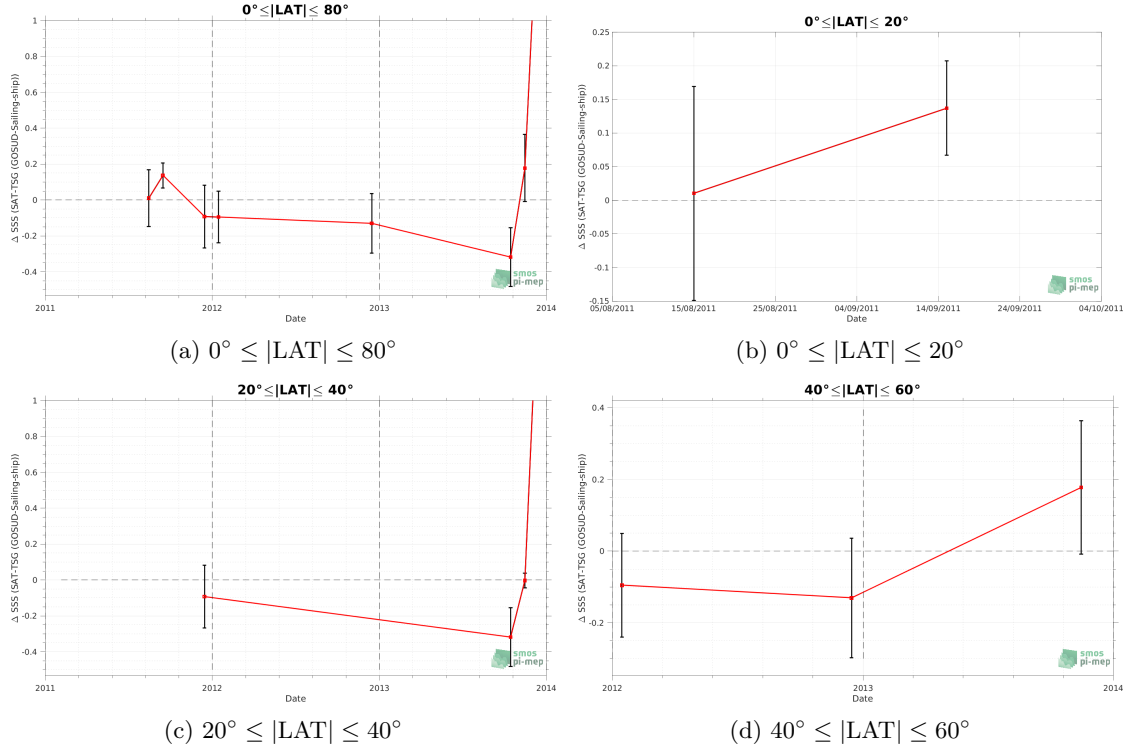 0°≤|LAT|≤ 80°
Δ SSS (SAT-TSG (GOSUD-Sailing-ship))
1
0.8
0.6
0.4
0.2
0
-0.2
-0.4
2011
2012
2013
2014
Date
smos
pi-mep
(a) 0° ≤ |LAT| ≤ 80°
0°≤|LAT|≤ 20°
Δ SSS (SAT-TSG (GOSUD-Sailing-ship))
0.25
0.2
0.15
0.1
0.05
0
-0.05
-0.1
-0.15
05/08/2011
15/08/2011
25/08/2011
04/09/2011
14/09/2011
24/09/2011
04/10/2011
Date
smos
pi-mep
(b) 0° ≤ |LAT| ≤ 20°
20°≤|LAT|≤ 40°
Δ SSS (SAT-TSG (GOSUD-Sailing-ship))
1
0.8
0.6
0.4
0.2
0
-0.2
-0.4
2011
2012
2013
2014
Date
smos
pi-mep
(c) 20° ≤ |LAT| ≤ 40°
40°≤|LAT|≤ 60°
Δ SSS (SAT-TSG (GOSUD-Sailing-ship))
0.4
0.2
0
-0.2
2012
2013
2014
Date
smos
pi-mep
(d) 40° ≤ |LAT| ≤ 60°